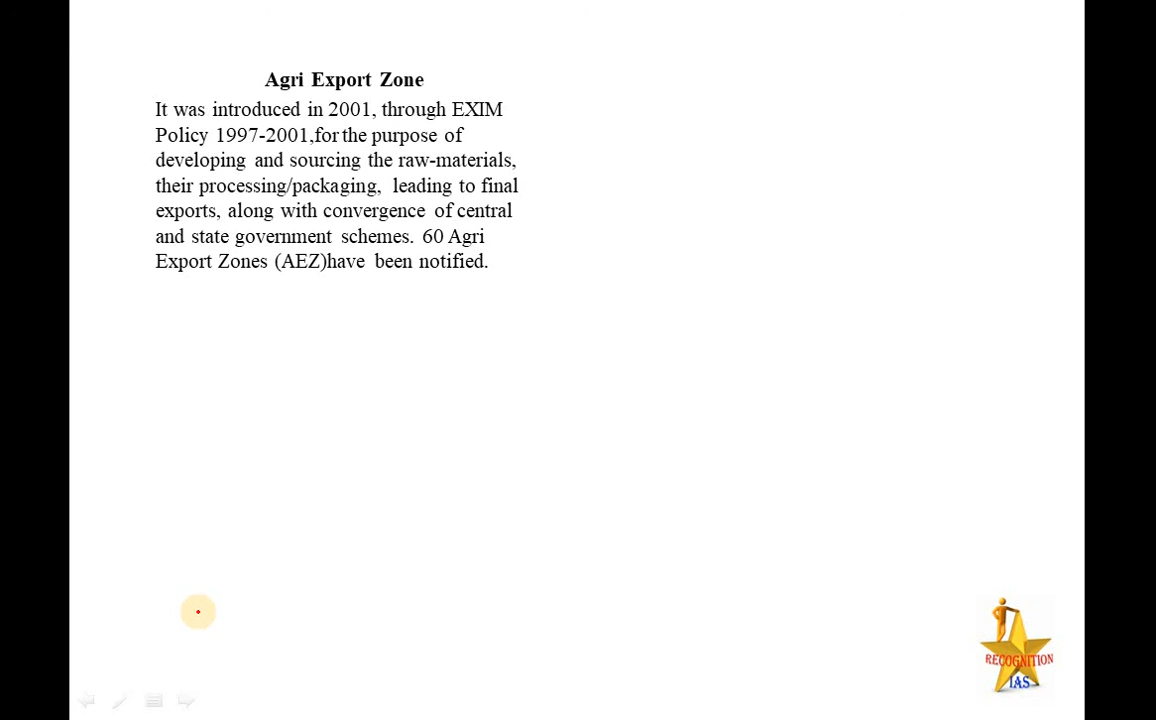 Agri Export Zone
It was introduced in 2001, through EXIM
Policy 1997-2001,for the purpose of
developing and sourcing the raw-materials,
their processing/packaging, leading to final
exports, along with convergence of central
and state government schemes. 60 Agri
Export Zones (AEZ)have been notified.
RECOGNITION
IAS